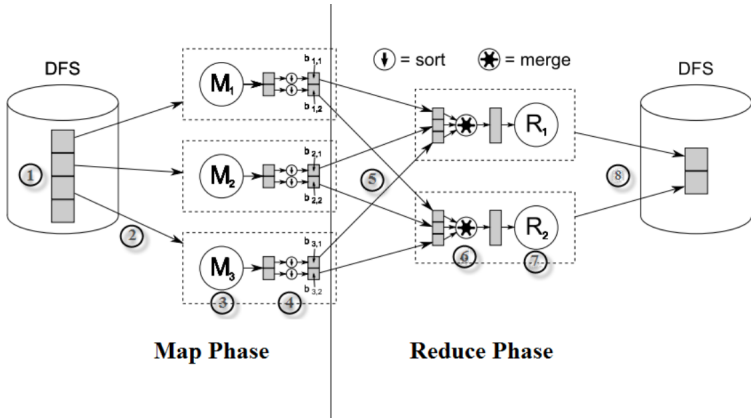 DFS
1
2
M1
b1,1
b1,2
M2
b2,1
b2,2
M3
b3,1
b3,2
3
4
Map Phase
= sort
= merge
R1
5
R2
6
7
Reduce Phase
DFS
8